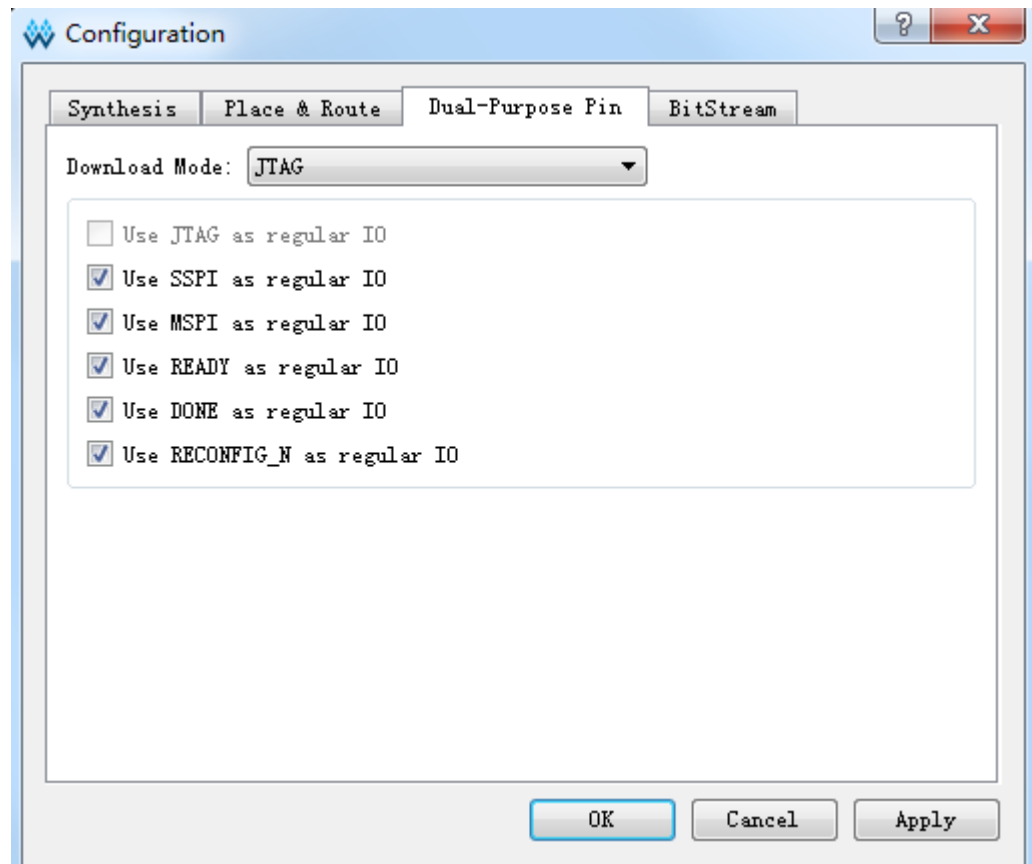 Configuration
Synthesis Place & Route Dual-Purpose Pin BitStream
Download Mode: JTAG
Use JTAG as regular IO
Use SSPI as regular IO
Use MSPI as regular IO
Use READY as regular IO
Use DONE as regular IO
Use RECONFIG_N as regular IO
OK Cancel Apply